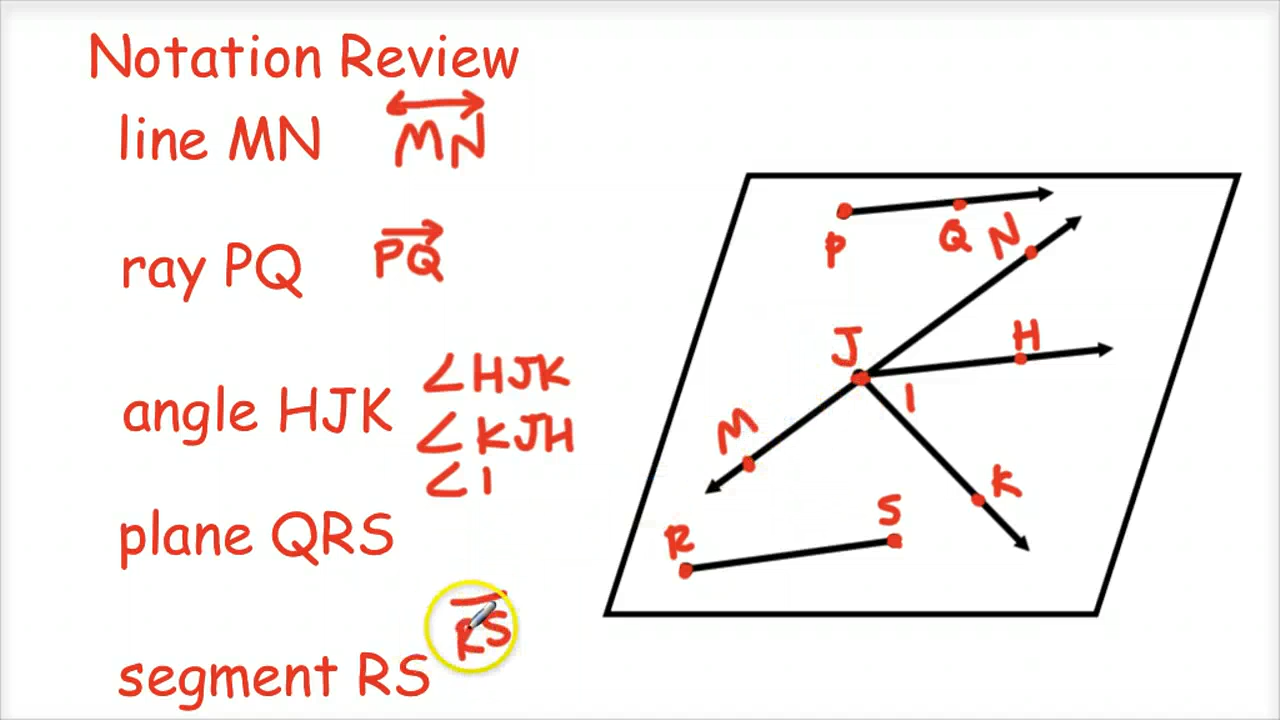 Notation Review
line MN MN
ray PQ PQ
angle HJK ∠HJK
∠KJH
∠1
plane QRS
RS
segment RS
P
Q N
J
H
1
M
K
S
R